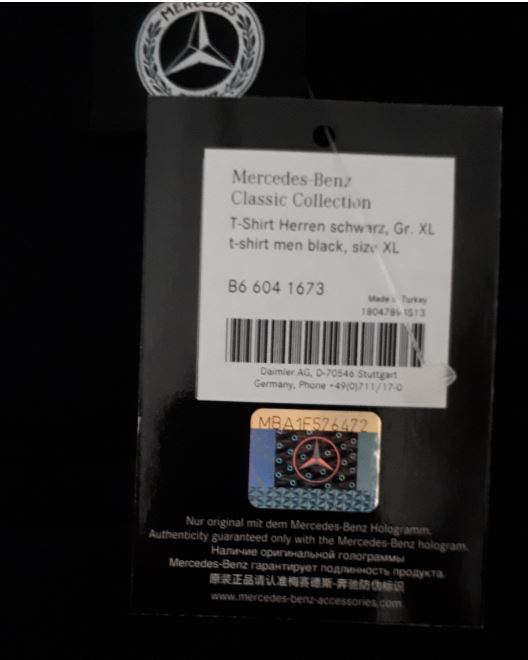 MERCEDES
Mercedes-Benz
Classic Collection
T-Shirt Herren schwarz, Gr. XL
t-shirt men black, size XL
B6 604 1673
Made in Turkey
Daimler AG, D-70546 Stuttgart
Germany, Phone +49(0)711/17-0
MBA1F576472
Nur original mit dem Mercedes-Benz Hologramm.
Authenticity guaranteed only with the Mercedes-Benz hologram.
Наличие оригинальной голограммы
Mercedes-Benz гарантирует подлинность продукта.
原装正品请认准梅赛德斯-奔驰防伪标识
www.mercedes-benz-accessories.com